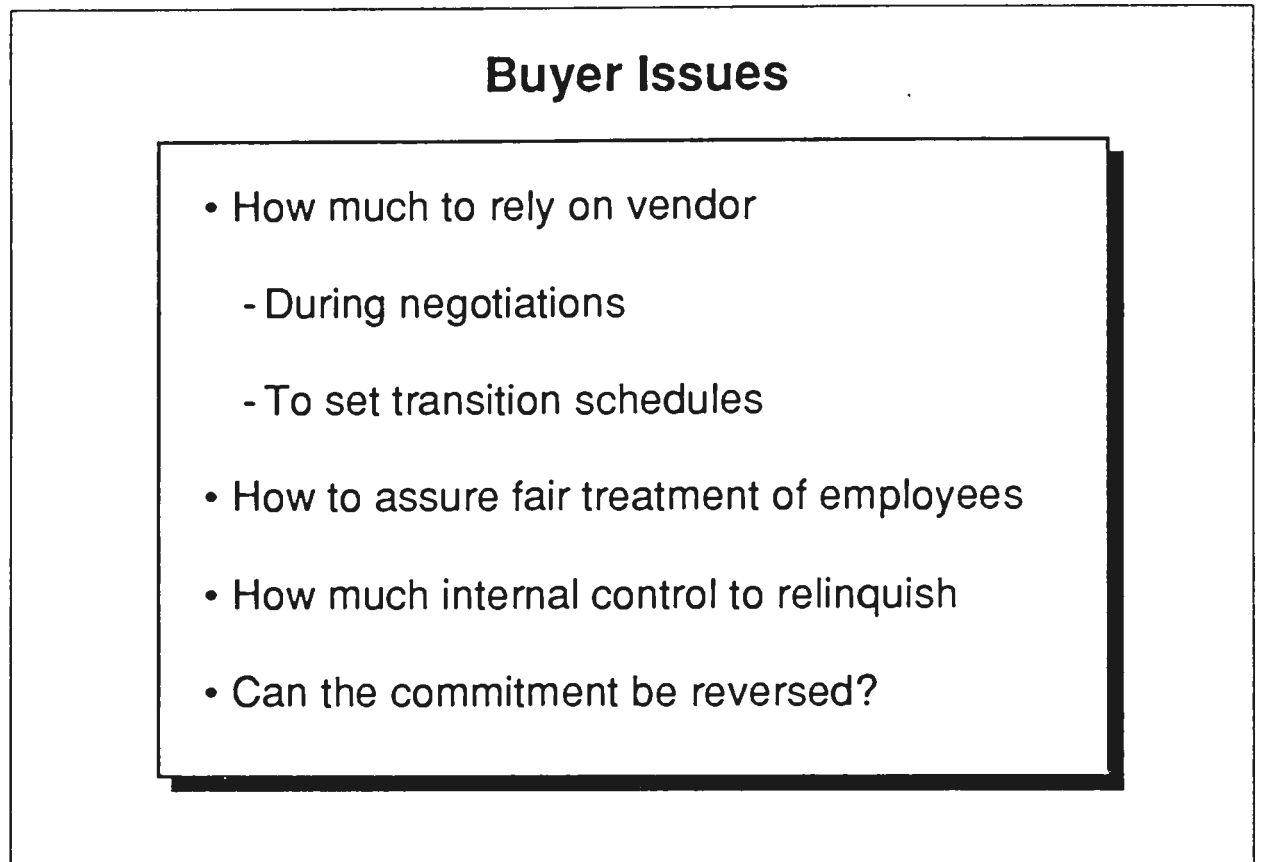 Buyer Issues
• How much to rely on vendor
- During negotiations
- To set transition schedules
• How to assure fair treatment of employees
• How much internal control to relinquish
• Can the commitment be reversed?